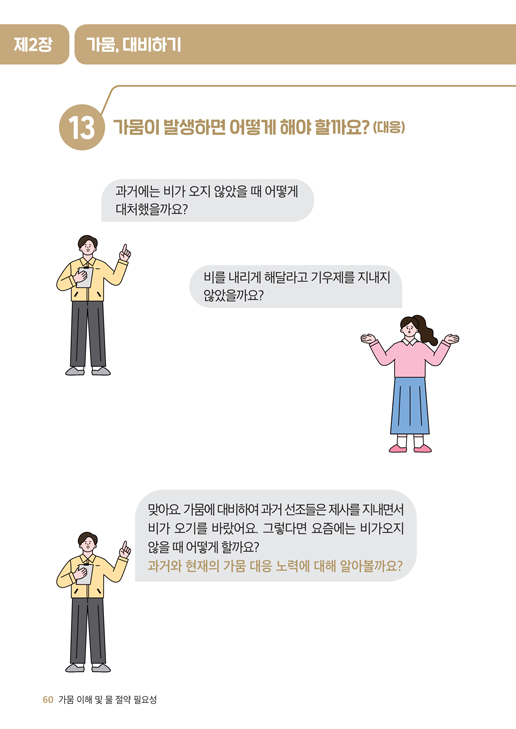 제2장
가뭄, 대비하기
13 가뭄이 발생하면 어떻게 해야 할까요? (대응)
과거에는 비가 오지 않았을 때 어떻게
대처했을까요?
비를 내리게 해달라고 기우제를 지내지
않았을까요?
맞아요. 가뭄에 대비하여 과거 선조들은 제사를 지내면서
비가 오기를 바랐어요. 그렇다면 요즘에는 비가오지
않을 때 어떻게 할까요?
과거와 현재의 가뭄 대응 노력에 대해 알아볼까요?
60 가뭄 이해 및 물 절약 필요성